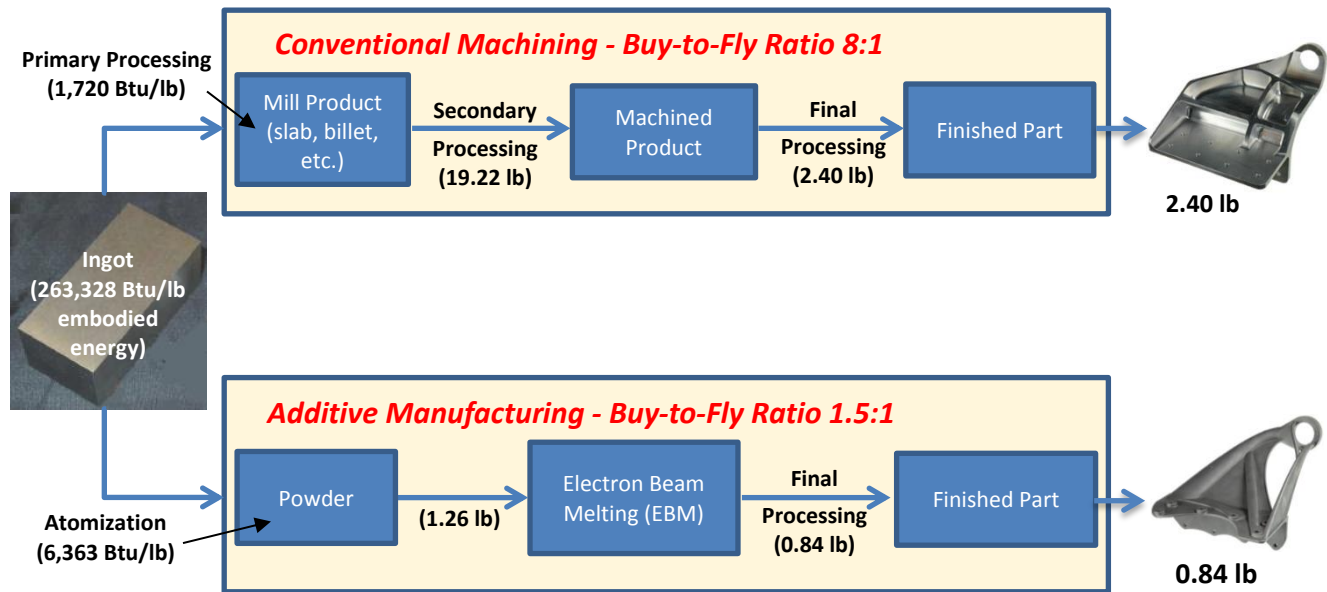 Conventional Machining - Buy-to-Fly Ratio 8:1
Primary Processing
(1,720 Btu/lb)
Mill Product
(slab, billet,
etc.)
Secondary
Processing
(19.22 lb)
Machined
Product
Final
Processing
(2.40 lb)
Finished Part
2.40 lb
Ingot
(263,328 Btu/lb
embodied
energy)
Additive Manufacturing - Buy-to-Fly Ratio 1.5:1
Atomization
(6,363 Btu/lb)
Powder
(1.26 lb)
Electron Beam
Melting (EBM)
Final
Processing
(0.84 lb)
Finished Part
0.84 lb